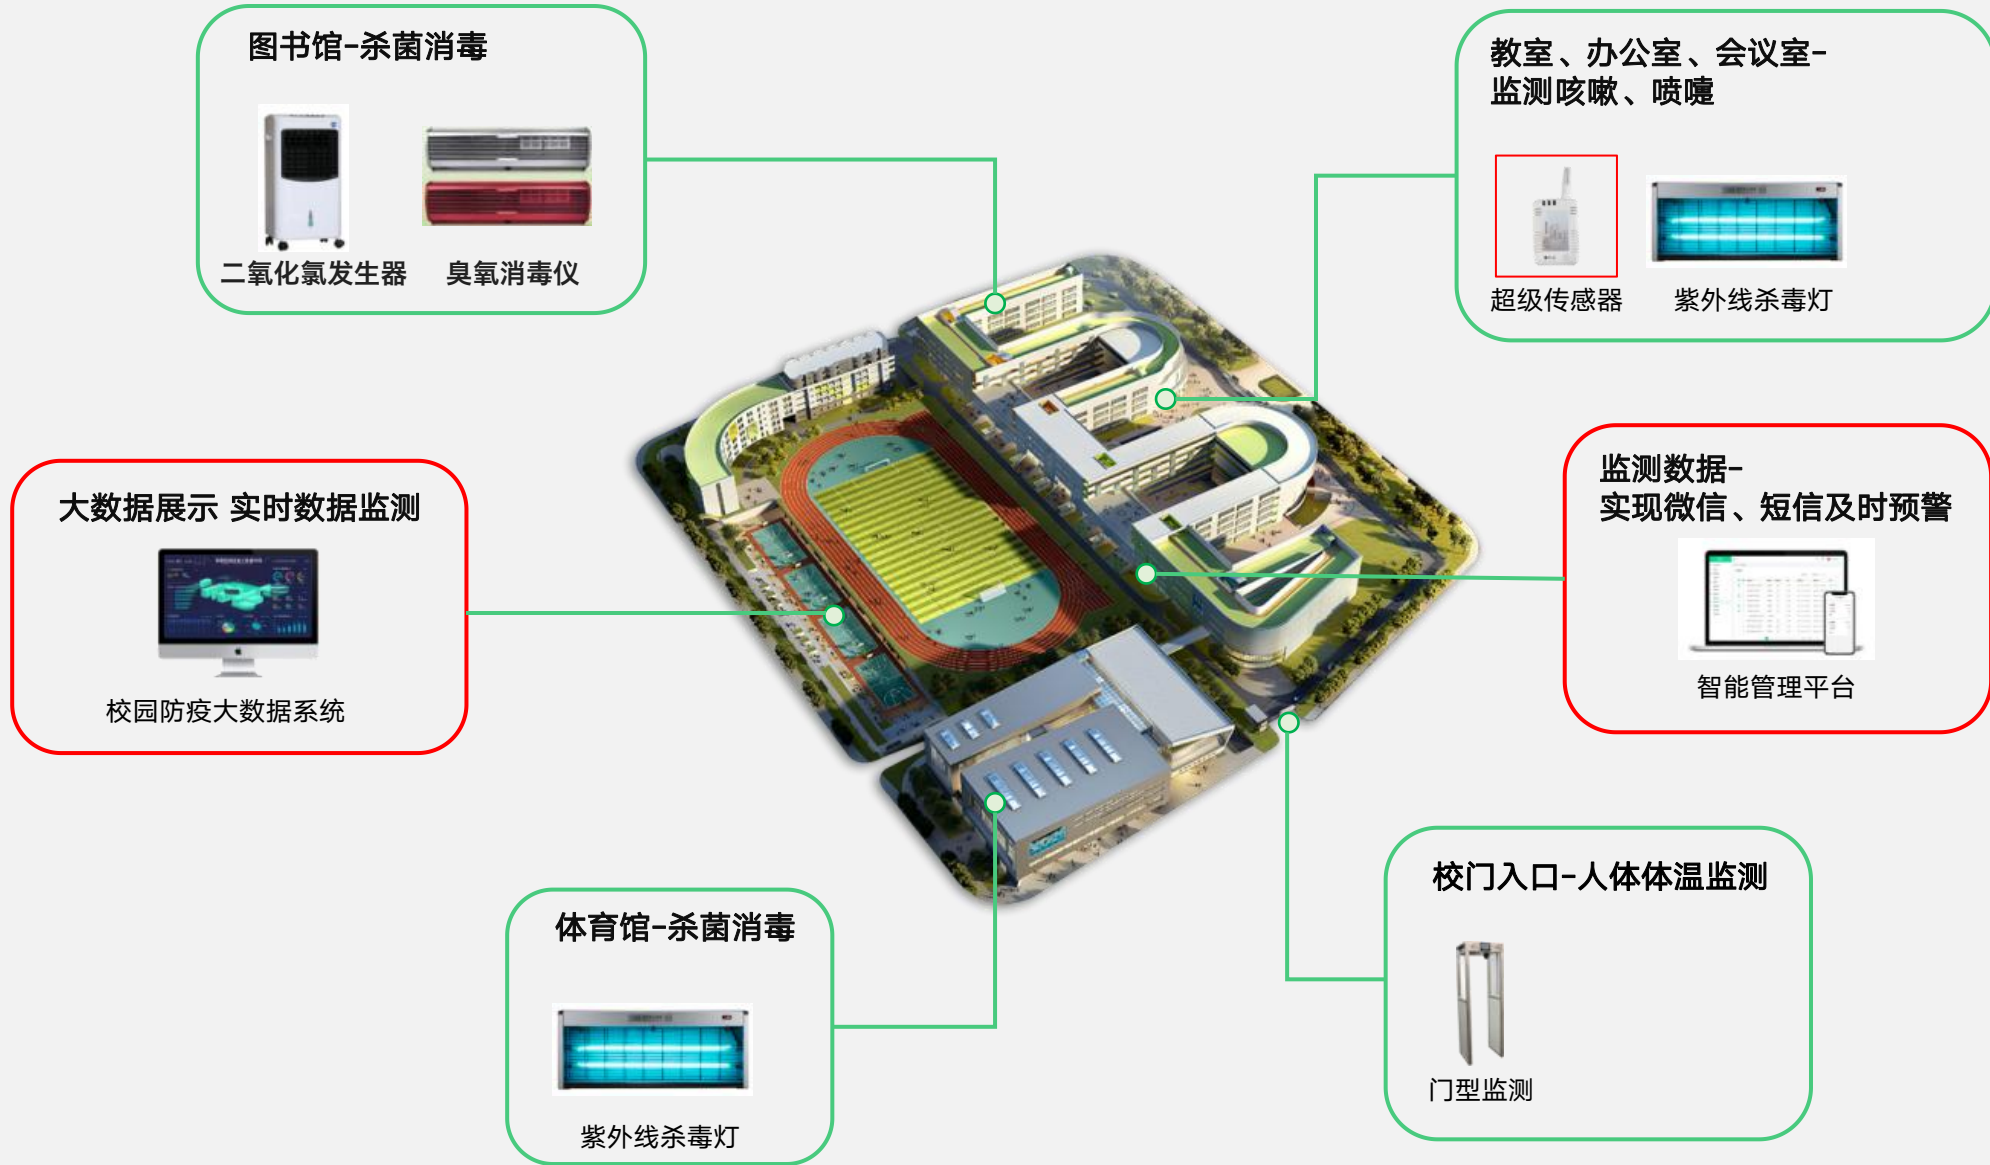 图书馆-杀菌消毒
二氧化氯发生器
臭氧消毒仪
教室、办公室、会议室-
监测咳嗽、喷嚏
超级传感器
紫外线杀毒灯
大数据展示 实时数据监测
校园防疫大数据系统
监测数据-
实现微信、短信及时预警
智能管理平台
体育馆-杀菌消毒
紫外线杀毒灯
校门入口-人体体温监测
门型监测